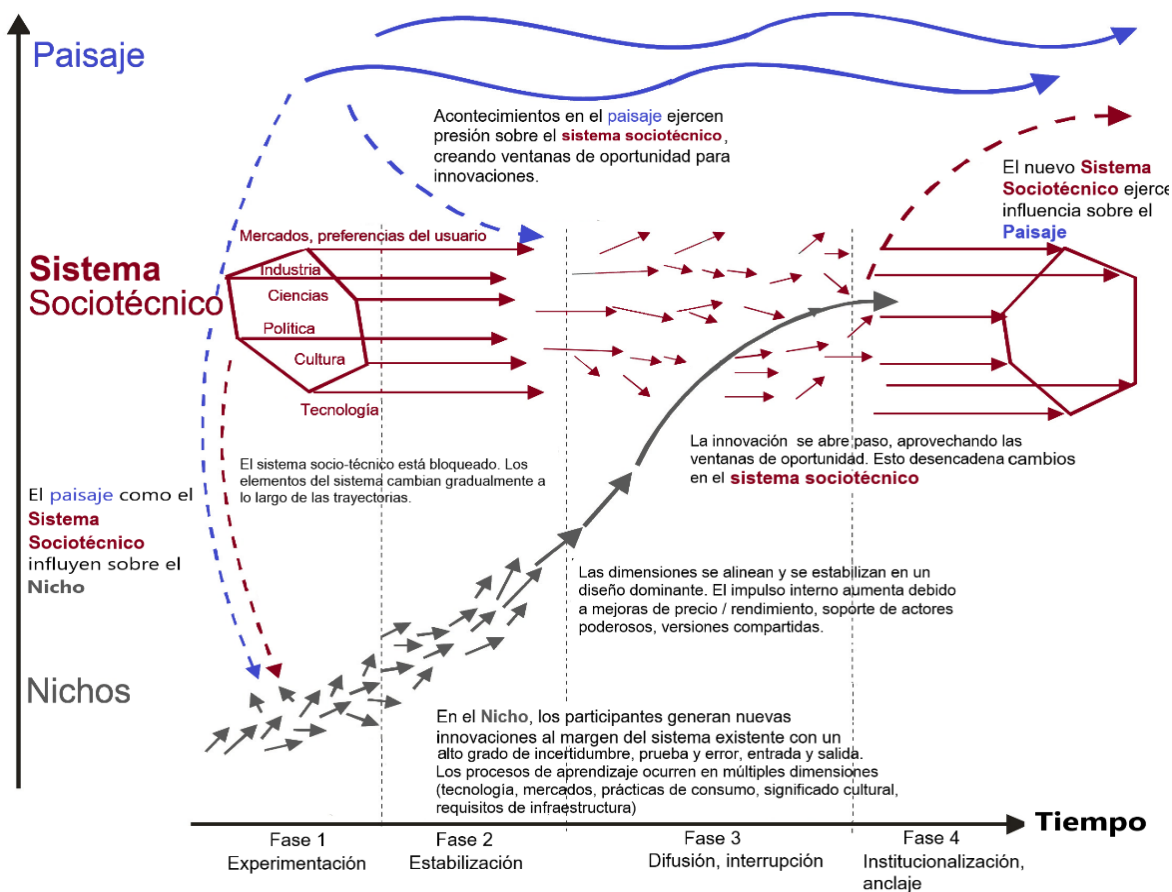 Paisaje
Acontecimientos en el paisaje ejercen
presión sobre el sistema sociotécnico,
creando ventanas de oportunidad para
innovaciones.
El nuevo Sistema
Sociotécnico ejerce
influencia sobre el
Paisaje
Sistema
Sociotécnico
Mercados, preferencias del usuario
Industria
Ciencias
Política
Cultura
Tecnología
El sistema socio-técnico está bloqueado. Los
elementos del sistema cambian gradualmente a
lo largo de las trayectorias.
La innovación se abre paso, aprovechando las
ventanas de oportunidad. Esto desencadena cambios
en el sistema sociotécnico
El paisaje como el
Sistema
Sociotécnico
influyen sobre el
Nicho
Las dimensiones se alinean y se estabilizan en un
diseño dominante. El impulso interno aumenta debido
a mejoras de precio / rendimiento, soporte de actores
poderosos, versiones compartidas.
Nichos
En el Nicho, los participantes generan nuevas
innovaciones al margen del sistema existente con un
alto grado de incertidumbre, prueba y error, entrada y salida.
Los procesos de aprendizaje ocurren en múltiples dimensiones
(tecnología, mercados, prácticas de consumo, significado cultural,
requisitos de infraestructura)
Tiempo
Fase 1
Experimentación
Fase 2
Estabilización
Fase 3
Difusión, interrupción
Fase 4
Institucionalización,
anclaje